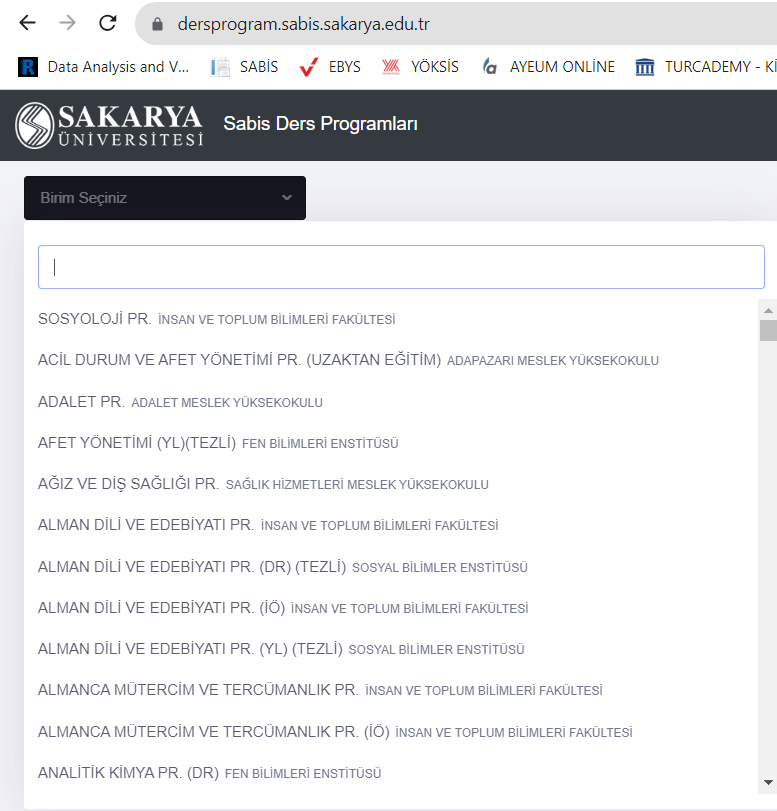 dersprogram.sabis.sakarya.edu.tr
R Data Analysis and V... SABİS EBYS YÖKSİS AYEUM ONLINE TURCADEMY - Kİ
SAKARYA
ÜNİVERSİTESİ
Sabis Ders Programları
Birim Seçiniz
SOSYOLOJİ PR. İNSAN VE TOPLUM BİLİMLERİ FAKÜLTESİ
ACİL DURUM VE AFET YÖNETİMİ PR. (UZAKTAN EĞİTİM) ADAPAZARI MESLEK YÜKSEKOKULU
ADALET PR. ADALET MESLEK YÜKSEKOKULU
AFET YÖNETİMİ (YL)(TEZLİ) FEN BİLİMLERİ ENSTİTÜSÜ
AĞIZ VE DİŞ SAĞLIĞI PR. SAĞLIK HİZMETLERİ MESLEK YÜKSEKOKULU
ALMAN DİLİ VE EDEBİYATI PR. İNSAN VE TOPLUM BİLİMLERİ FAKÜLTESİ
ALMAN DİLİ VE EDEBİYATI PR. (DR) (TEZLİ) SOSYAL BİLİMLER ENSTİTÜSÜ
ALMAN DİLİ VE EDEBİYATI PR. (İÖ) İNSAN VE TOPLUM BİLİMLERİ FAKÜLTESİ
ALMAN DİLİ VE EDEBİYATI PR. (YL) (TEZLİ) SOSYAL BİLİMLER ENSTİTÜSÜ
ALMANCA MÜTERCİM VE TERCÜMANLIK PR. İNSAN VE TOPLUM BİLİMLERİ FAKÜLTESİ
ALMANCA MÜTERCİM VE TERCÜMANLIK PR. (İÖ) İNSAN VE TOPLUM BİLİMLERİ FAKÜLTESİ
ANALİTİK KİMYA PR. (DR) FEN BİLİMLERİ ENSTİTÜSÜ